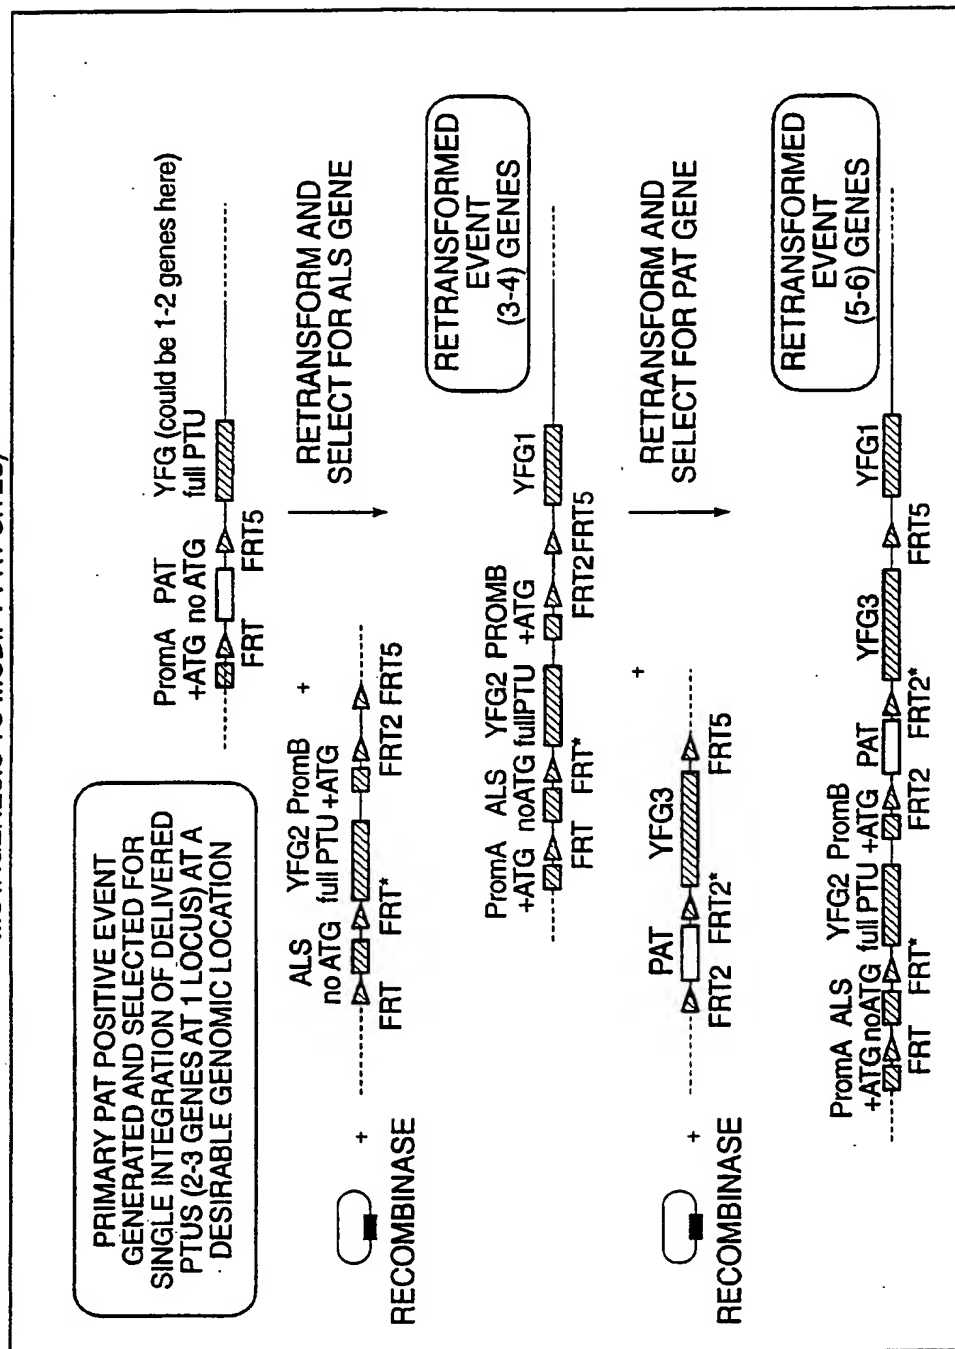 PRIMARY PAT POSITIVE EVENT
GENERATED AND SELECTED FOR
SINGLE INTEGRATION OF DELIVERED
PTUS (2-3 GENES AT 1 LOCUS) AT A
DESIRABLE GENOMIC LOCATION
PromA PAT YFG (could be 1-2 genes here)
+ATG no ATG full PTU
FRT FRT5
RECOMBINASE
+
ALS YFG2 PromB
no ATG full PTU +ATG
FRT FRT* FRT2 FRT5
+
RETRANSFORM AND
SELECT FOR ALS GENE
PromA ALS YFG2 PROMB YFG1
+ATG noATG fullPTU +ATG
FRT FRT* FRT2 FRT5
RETRANSFORMED
EVENT
(3-4) GENES
RECOMBINASE
+
PAT YFG3
FRT2 FRT2* FRT5
+
RETRANSFORM AND
SELECT FOR PAT GENE
PromA ALS YFG2 PromB PAT YFG3 YFG1
+ATG noATG full PTU +ATG
FRT FRT* FRT2 FRT2* FRT5
RETRANSFORMED
EVENT
(5-6) GENES